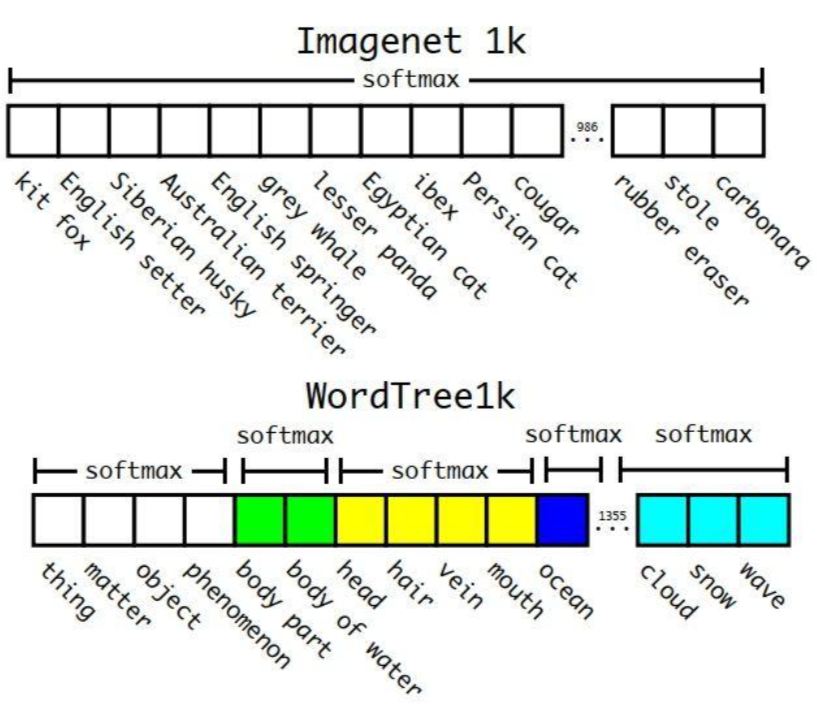 Imagenet 1k
softmax
986
...
kit fox
English setter
Siberian husky
Australian terrier
English springer
grey whale
lesser panda
Egyptian cat
ibex
Persian cat
cougar
rubber eraser
stole
carbonara
WordTree1k
softmax
softmax
softmax
softmax
softmax
1355
...
thing
matter
object
phenomenon
body part
body of water
head
hair
vein
mouth
ocean
cloud
snow
wave